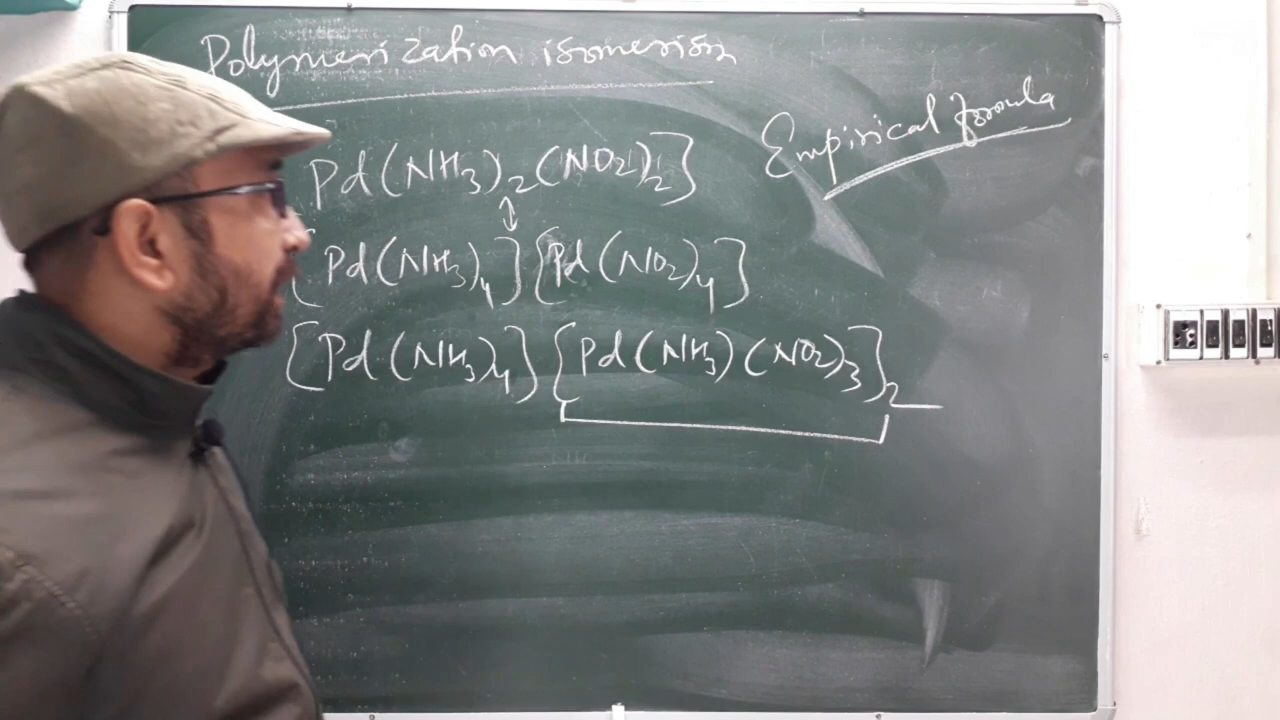 Polymerization isomerism
Empirical formula
Pd(NH3)2(NO2)2]
↕
[Pd(NH3)4][Pd(NO2)4]
[Pd(NH3)4][Pd(NH3)(NO2)3]2